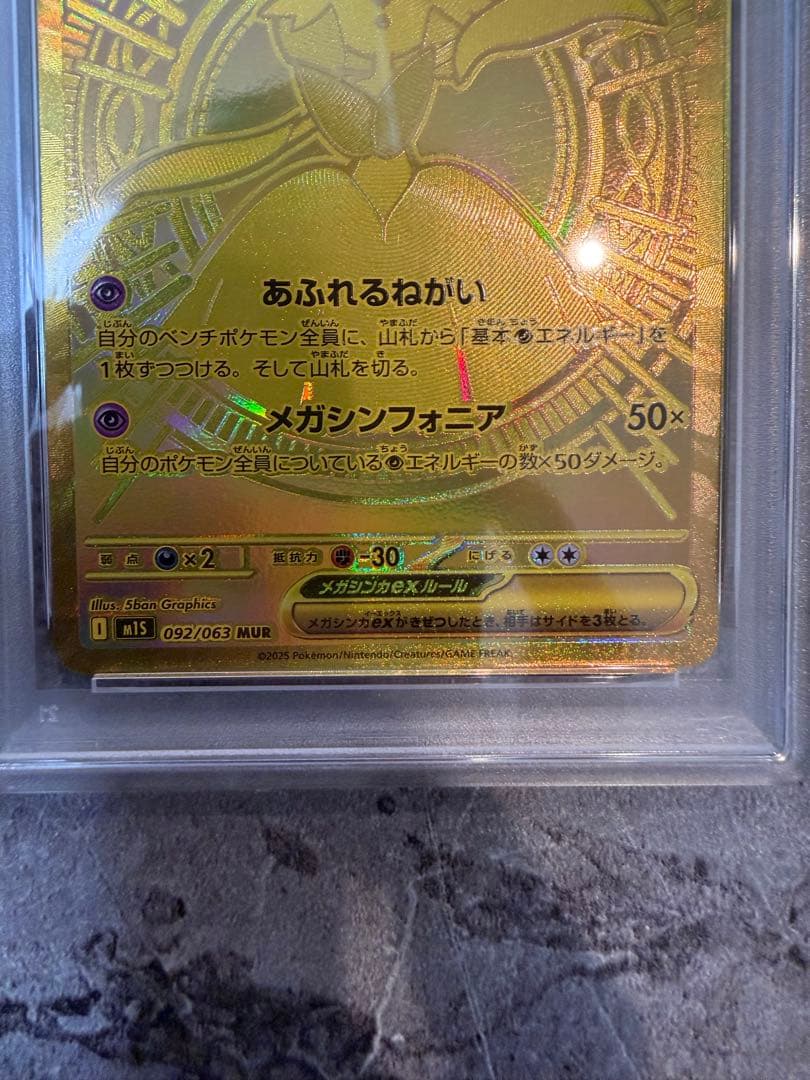 あふれるねがい
自分のベンチポケモン全員に、山札から「基本超エネルギー」を
1枚ずつつける。そして山札を切る。
メガシンフォニア 50×
自分のポケモン全員についている超エネルギーの数×50ダメージ。
弱点 ×2 抵抗力 -30 にげる
メガシンカexルール
メガシンカexがきぜつしたとき、相手はサイドを3枚とる。
Illus. 5ban Graphics
I m1S 092/063 MUR
©2025 Pokémon/Nintendo/Creatures/GAME FREAK.